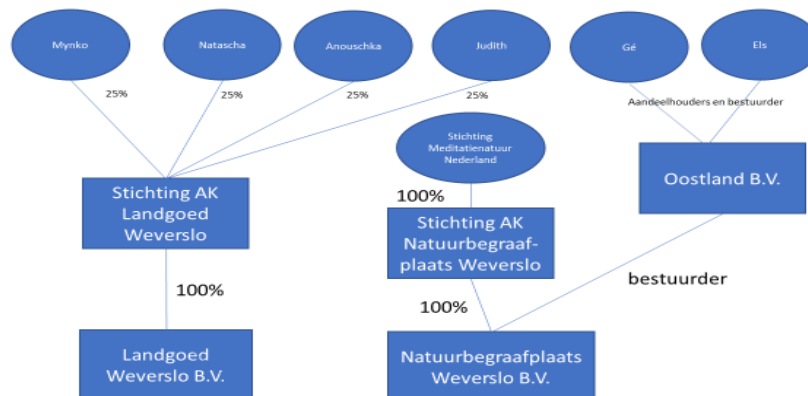 Mynko
Natascha
Anouschka
Judith
Gé
Els
25%
25%
25%
25%
Aandeelhouders en bestuurder
Stichting
Meditatienatuur
Nederland
Stichting AK
Landgoed
Weverslo
100%
Stichting AK
Natuurbegraaf-
plaats Weverslo
Oostland B.V.
100%
100%
bestuurder
Landgoed
Weverslo B.V.
Natuurbegraafplaats
Weverslo B.V.